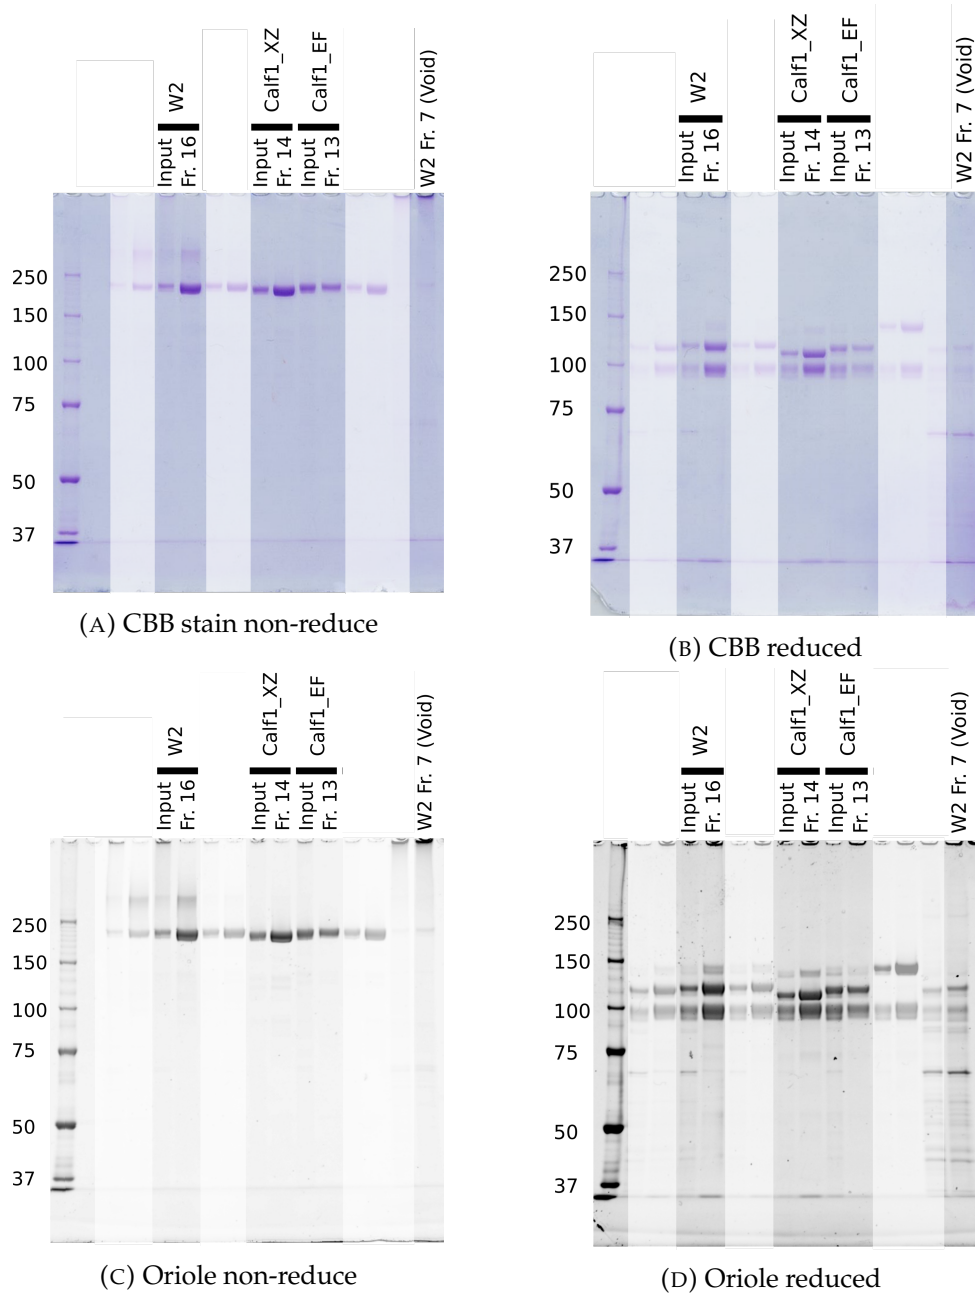 W2
Calf1_XZ
Calf1_EF
Input
Fr. 16
Input
Fr. 14
Input
Fr. 13
W2 Fr. 7 (Void)
250
150
100
75
50
37
(A) CBB stain non-reduce
W2
Calf1_XZ
Calf1_EF
Input
Fr. 16
Input
Fr. 14
Input
Fr. 13
W2 Fr. 7 (Void)
250
150
100
75
50
37
(B) CBB reduced
W2
Calf1_XZ
Calf1_EF
Input
Fr. 16
Input
Fr. 14
Input
Fr. 13
W2 Fr. 7 (Void)
250
150
100
75
50
37
(C) Oriole non-reduce
W2
Calf1_XZ
Calf1_EF
Input
Fr. 16
Input
Fr. 14
Input
Fr. 13
W2 Fr. 7 (Void)
250
150
100
75
50
37
(D) Oriole reduced